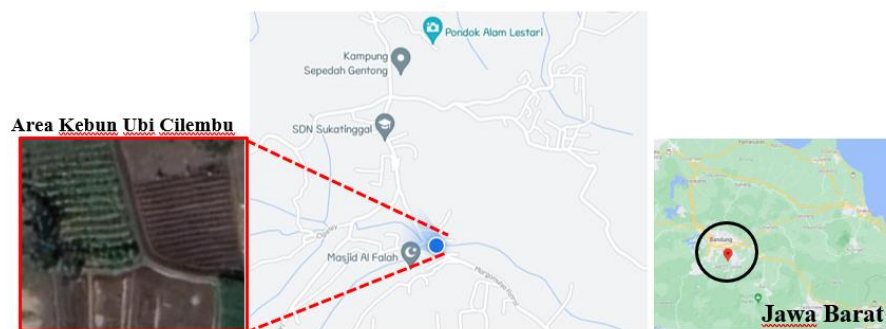 Pondok Alam Lestari
Kampung
Sepedah Gentong
Area Kebun Ubi Cilembu
SDN Sukatinggal
Masjid Al Falah
Bandung
Jawa Barat